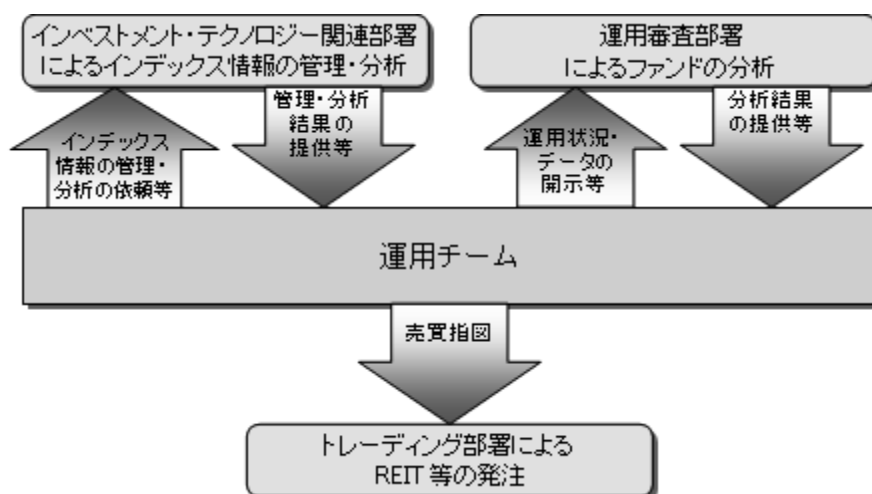 インベストメント・テクノロジー関連部署
によるインデックス情報の管理・分析
運用審査部署
によるファンドの分析
インデックス
情報の管理・
分析の依頼等
管理・分析
結果の
提供等
運用状況・
データの
開示等
分析結果
の提供等
運用チーム
売買指図
トレーディング部署による
REIT等の発注